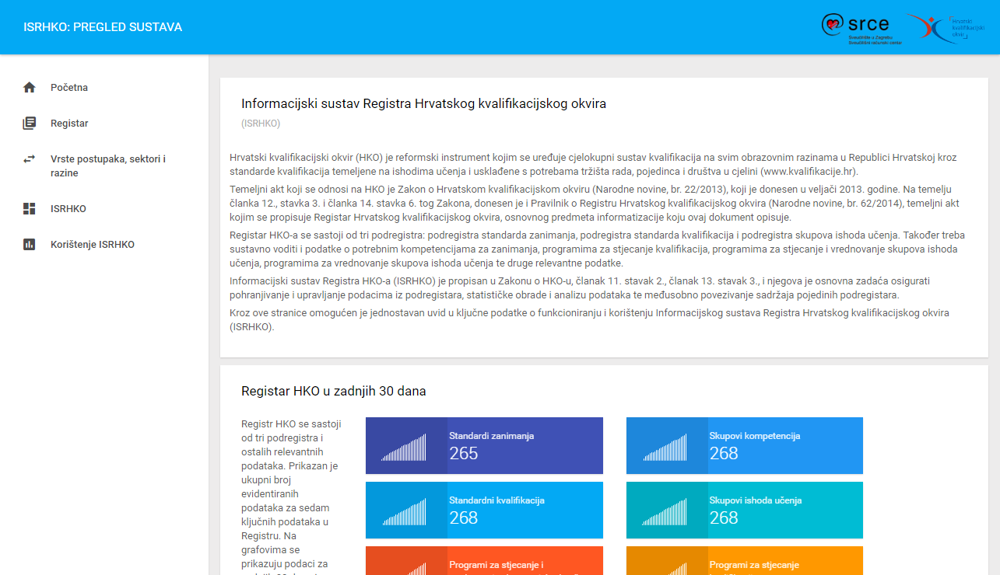 ISRHKO: PREGLED SUSTAVA
srce
Sveučilište u Zagrebu
Sveučilišni računski centar
Hrvatski
kvalifikacijski
okvir
Početna
Registar
Vrste postupaka, sektori i
razine
ISRHKO
Korištenje ISRHKO
Informacijski sustav Registra Hrvatskog kvalifikacijskog okvira
(ISRHKO)
Hrvatski kvalifikacijski okvir (HKO) je reformski instrument kojim se uređuje cjelokupni sustav kvalifikacija na svim obrazovnim razinama u Republici Hrvatskoj kroz
standarde kvalifikacija temeljene na ishodima učenja i usklađene s potrebama tržišta rada, pojedinca i društva u cjelini (www.kvalifikacije.hr).
Temeljni akt koji se odnosi na HKO je Zakon o Hrvatskom kvalifikacijskom okviru (Narodne novine, br. 22/2013), koji je donesen u veljači 2013. godine. Na temelju
članka 12., stavka 3. i članka 14. stavka 6. tog Zakona, donesen je i Pravilnik o Registru Hrvatskog kvalifikacijskog okvira (Narodne novine, br. 62/2014), temeljni akt
kojim se propisuje Registar Hrvatskog kvalifikacijskog okvira, osnovnog predmeta informatizacije koju ovaj dokument opisuje.
Registar HKO-a se sastoji od tri podregistra: podregistra standarda zanimanja, podregistra standarda kvalifikacija i podregistra skupova ishoda učenja. Također treba
sustavno voditi i podatke o potrebnim kompetencijama za zanimanja, programima za stjecanje kvalifikacija, programima za stjecanje i vrednovanje skupova ishoda
učenja, programima za vrednovanje skupova ishoda učenja te druge relevantne podatke.
Informacijski sustav Registra HKO-a (ISRHKO) je propisan u Zakonu o HKO-u, članak 11. stavak 2., članak 13. stavak 3., i njegova je osnovna zadaća osigurati
pohranjivanje i upravljanje podacima iz podregistara, statističke obrade i analizu podataka te međusobno povezivanje sadržaja pojedinih podregistara.
Kroz ove stranice omogućen je jednostavan uvid u ključne podatke o funkcioniranju i korištenju Informacijskog sustava Registra Hrvatskog kvalifikacijskog okvira
(ISRHKO).
Registar HKO u zadnjih 30 dana
Registr HKO se sastoji
od tri podregistra i
ostalih relevantnih
podataka. Prikazan je
ukupni broj
evidentiranih
podataka za sedam
ključnih podataka u
Registru. Na
grafovima se
prikazuju podaci za
Standardi zanimanja
265
Skupovi kompetencija
268
Standardni kvalifikacija
268
Skupovi ishoda učenja
268
Programi za stjecanje i
Programi za stjecanje